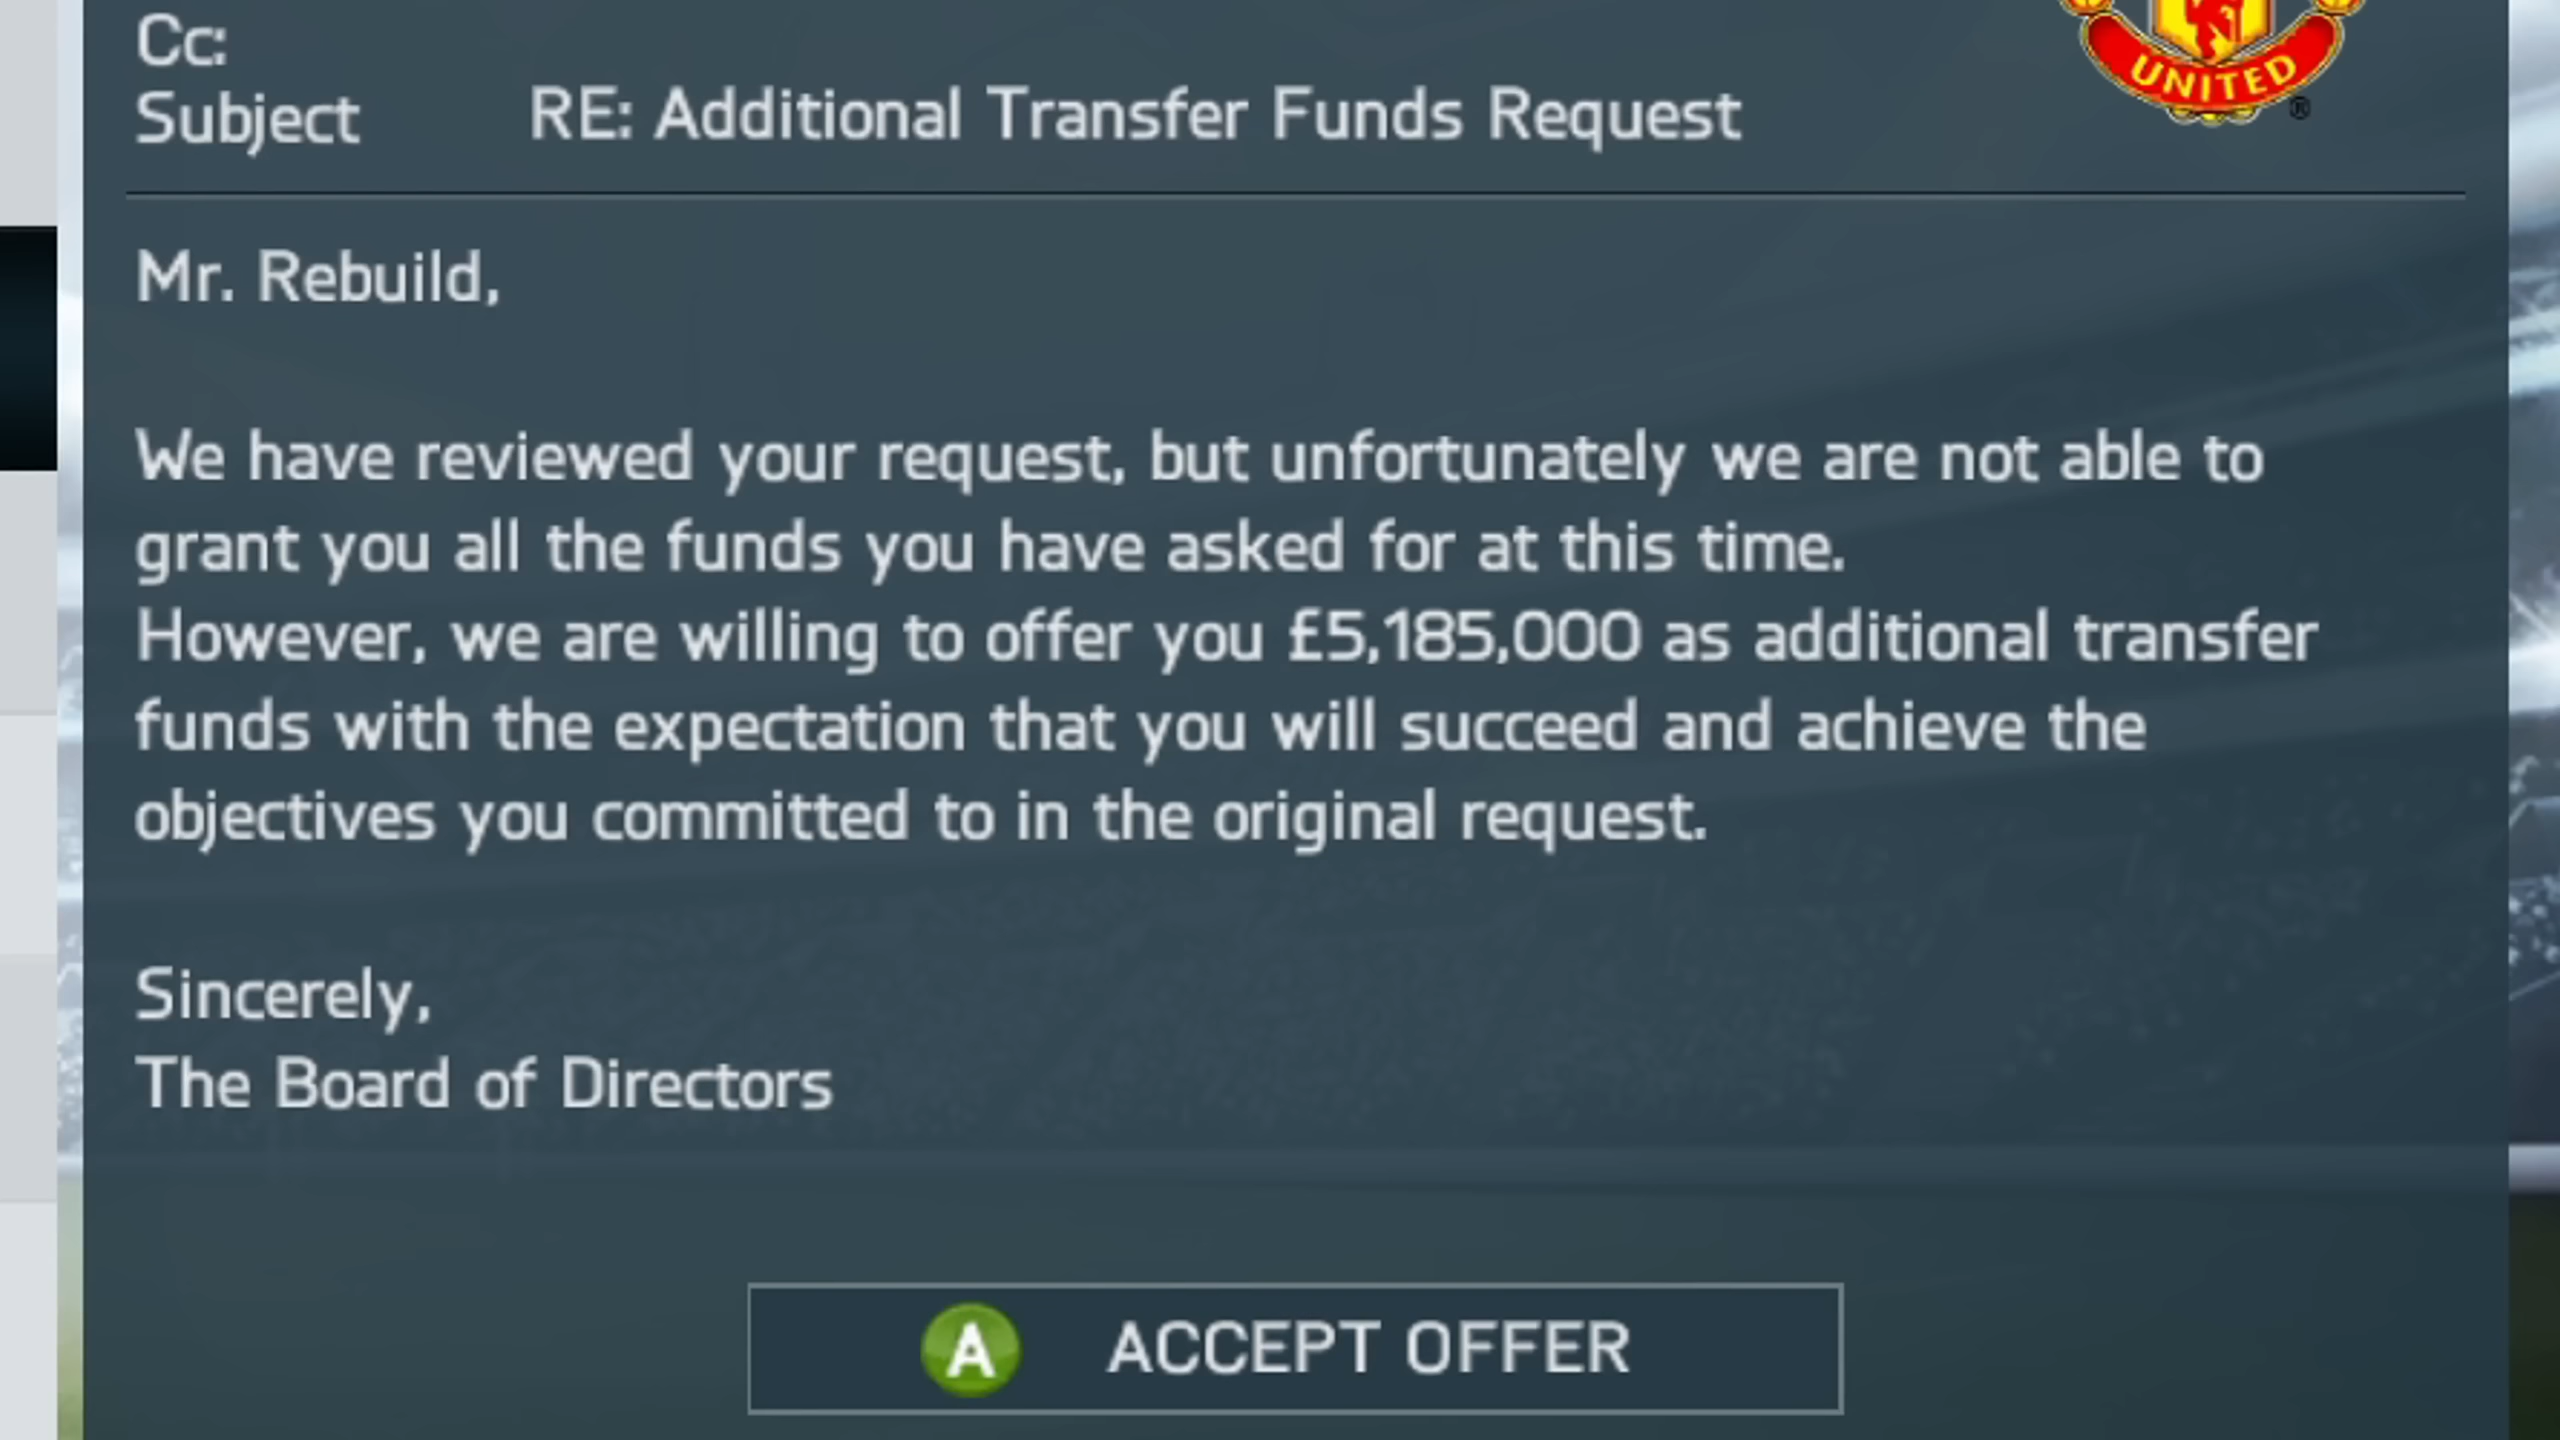 Cc:
UNITED
®
Subject RE: Additional Transfer Funds Request
Mr. Rebuild,
We have reviewed your request, but unfortunately we are not able to
grant you all the funds you have asked for at this time.
However, we are willing to offer you £5,185,000 as additional transfer
funds with the expectation that you will succeed and achieve the
objectives you committed to in the original request.
Sincerely,
The Board of Directors
A ACCEPT OFFER